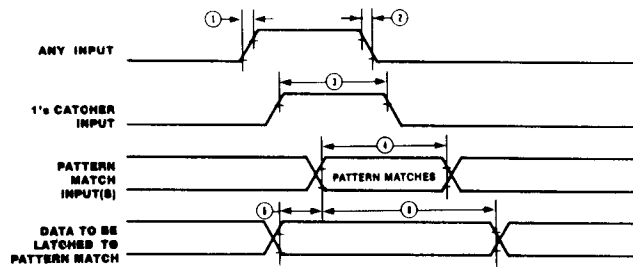 1
2
ANY INPUT
3
1's CATCHER
INPUT
4
PATTERN
MATCH
INPUT(S)
PATTERN MATCHES
5
6
DATA TO BE
LATCHED TO
PATTERN MATCH